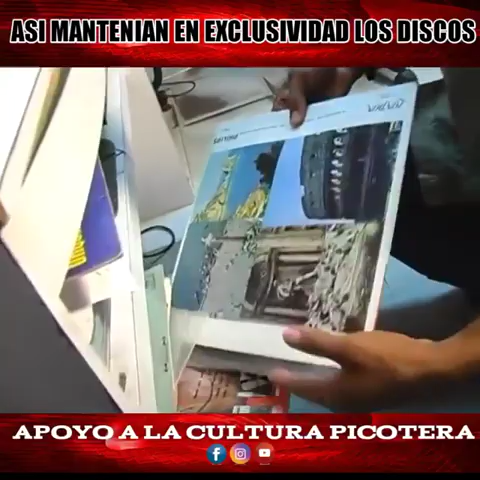 ASI MANTENIAN EN EXCLUSIVIDAD LOS DISCOS
APOYO A LA CULTURA PICOTERA